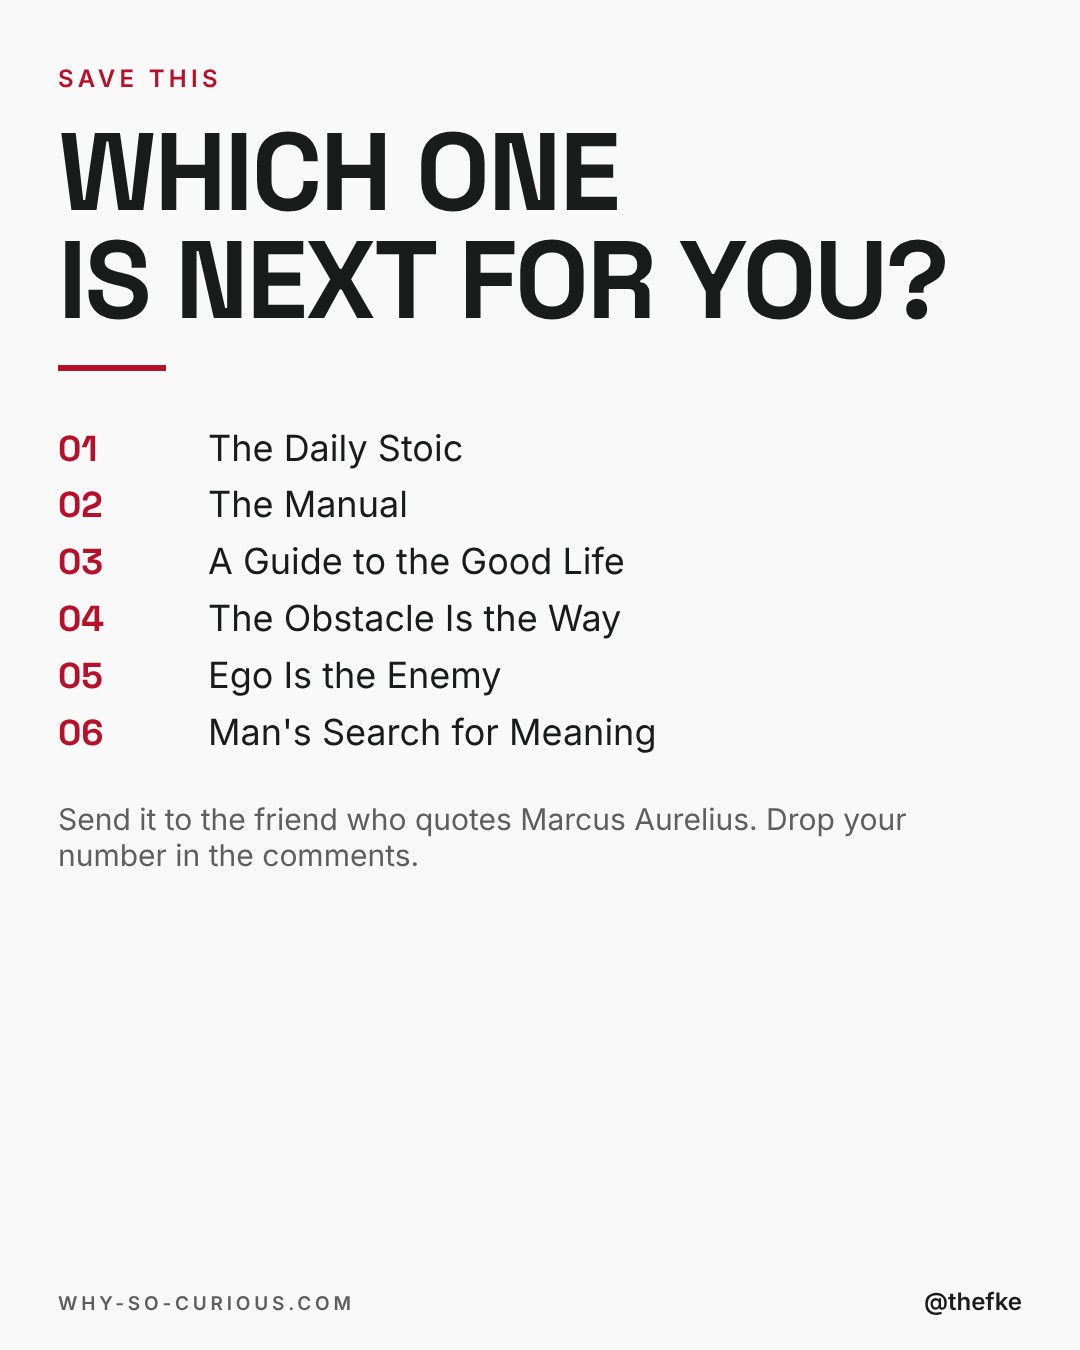 SAVE THIS
WHICH ONE
IS NEXT FOR YOU?
01 The Daily Stoic
02 The Manual
03 A Guide to the Good Life
04 The Obstacle Is the Way
05 Ego Is the Enemy
06 Man's Search for Meaning
Send it to the friend who quotes Marcus Aurelius. Drop your
number in the comments.
WHY-SO-CURIOUS.COM
@thefke